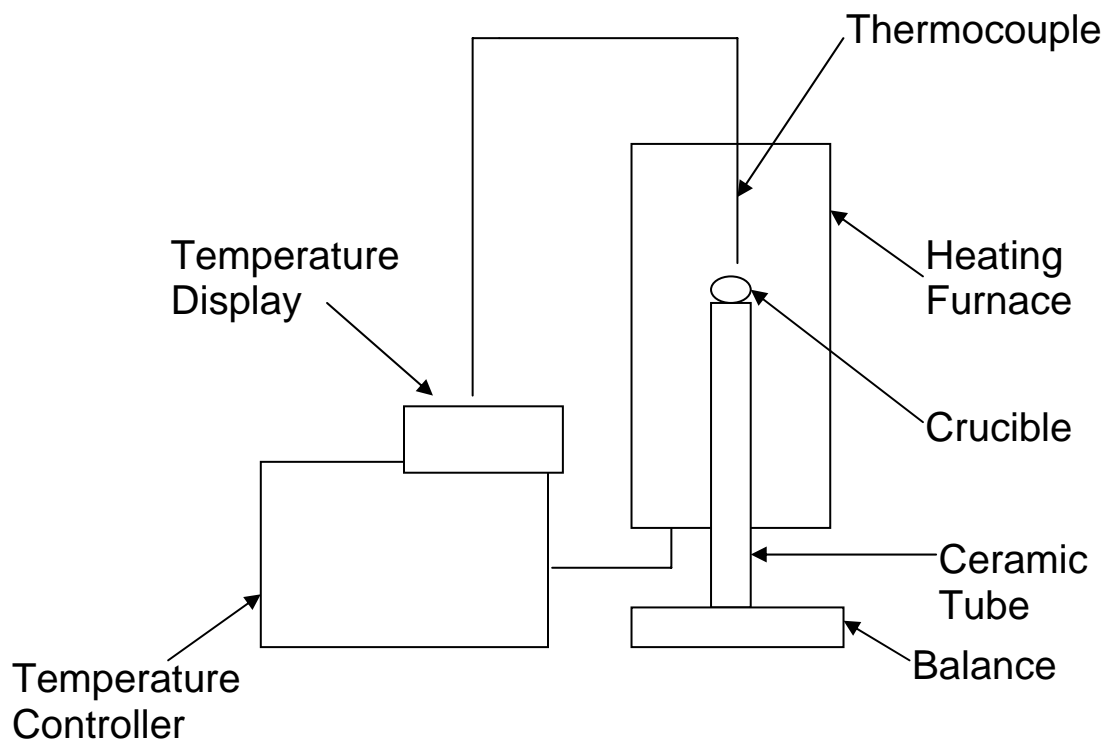 Thermocouple
Temperature
Display
Heating
Furnace
Crucible
Ceramic
Tube
Balance
Temperature
Controller